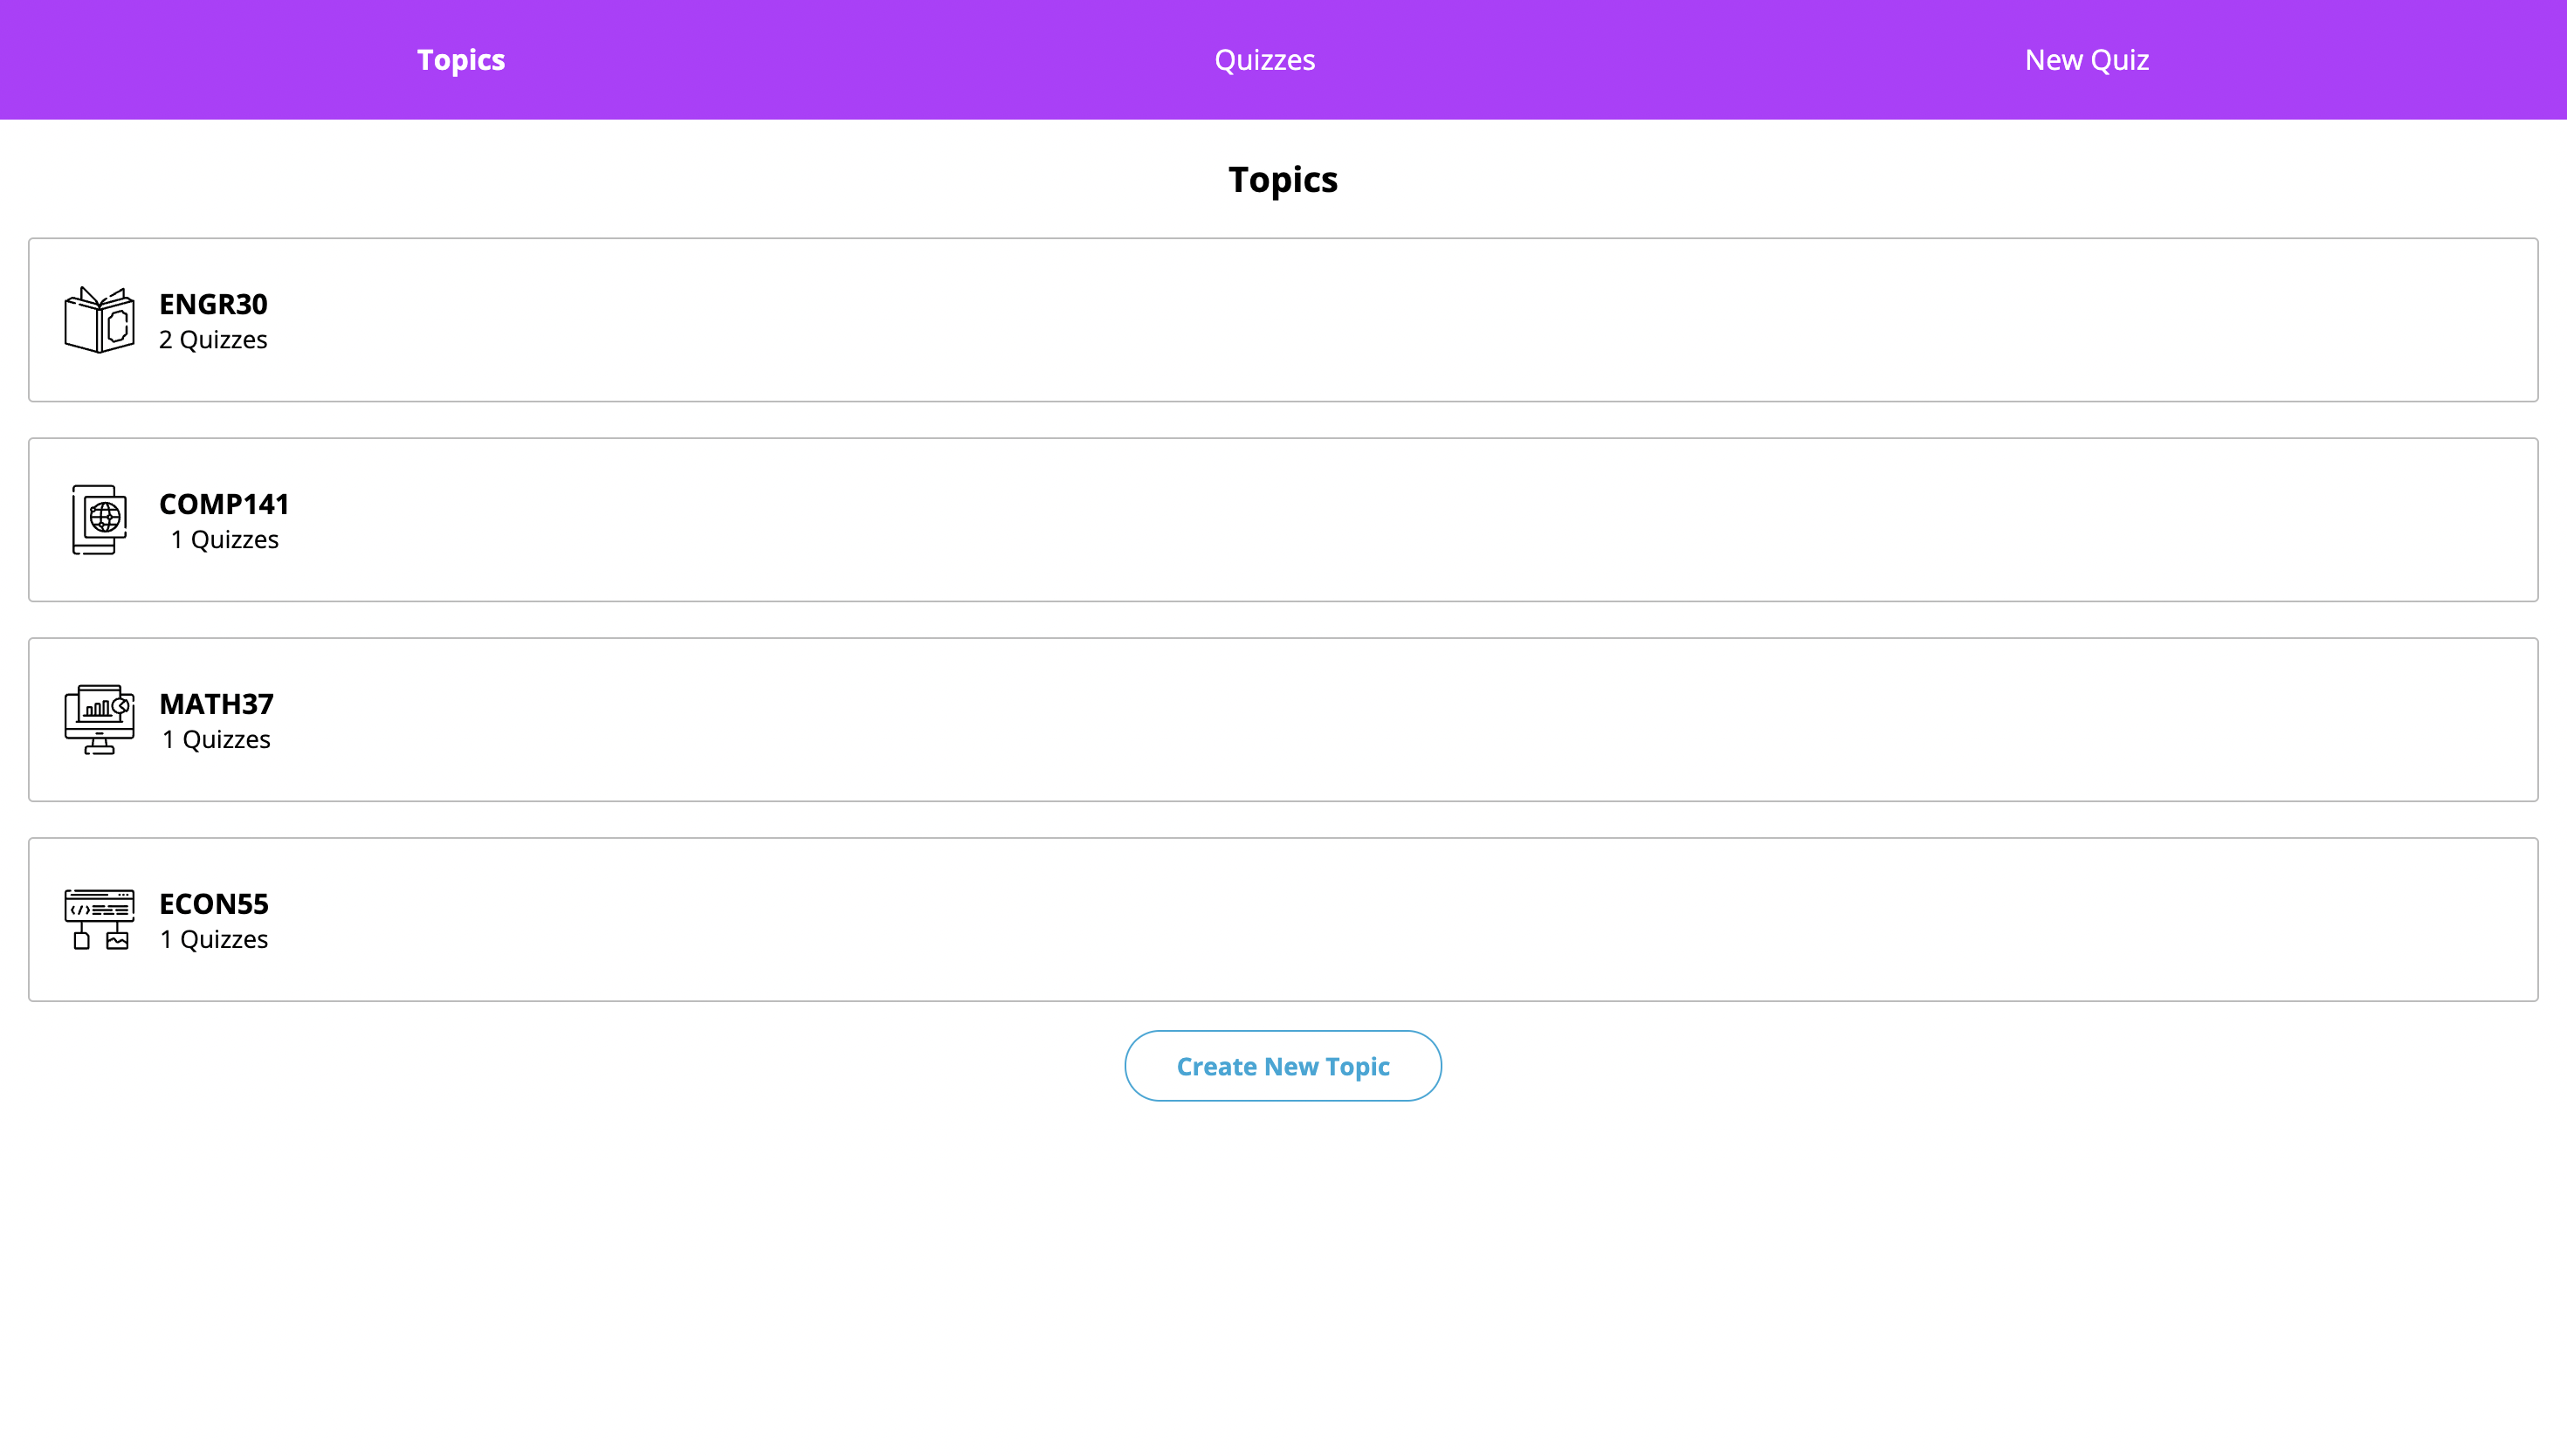 Topics Quizzes New Quiz
Topics
ENGR30
2 Quizzes
COMP141
1 Quizzes
MATH37
1 Quizzes
ECON55
1 Quizzes
Create New Topic